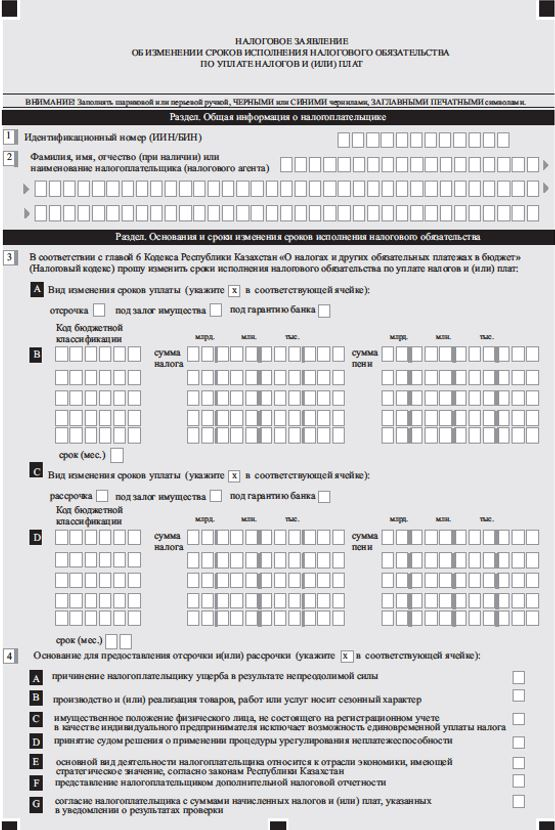 НАЛОГОВОЕ ЗАЯВЛЕНИЕ
ОБ ИЗМЕНЕНИИ СРОКОВ ИСПОЛНЕНИЯ НАЛОГОВОГО ОБЯЗАТЕЛЬСТВА
ПО УПЛАТЕ НАЛОГОВ И (ИЛИ) ПЛАТ
ВНИМАНИЕ! Заполнять шариковой или перьевой ручкой, ЧЕРНЫМИ или СИНИМИ чернилами, ЗАГЛАВНЫМИ ПЕЧАТНЫМИ символами.
Раздел. Общая информация о налогоплательщике
1 Идентификационный номер (ИИН/БИН)
2 Фамилия, имя, отчество (при наличии) или
наименование налогоплательщика (налогового агента)
Раздел. Основания и сроки изменения сроков исполнения налогового обязательства
3 В соответствии с главой 6 Кодекса Республики Казахстан «О налогах и других обязательных платежах в бюджет»
(Налоговый кодекс) прошу изменить сроки исполнения налогового обязательства по уплате налогов и (или) плат:
A Вид изменения сроков уплаты (укажите x в соответствующей ячейке):
отсрочка под залог имущества под гарантию банка
Код бюджетной
классификации млрд. млн. тыс. млрд. млн. тыс.
B сумма сумма
налога пени
срок (мес.)
C Вид изменения сроков уплаты (укажите x в соответствующей ячейке):
рассрочка под залог имущества под гарантию банка
Код бюджетной
классификации млрд. млн. тыс. млрд. млн. тыс.
D сумма сумма
налога пени
срок (мес.)
4 Основание для предоставления отсрочки и(или) рассрочки (укажите x в соответствующей ячейке):
A причинение налогоплательщику ущерба в результате непреодолимой силы
B производство и (или) реализация товаров, работ или услуг носит сезонный характер
C имущественное положение физического лица, не состоящего на регистрационном учете
в качестве индивидуального предпринимателя исключает возможность единовременной уплаты налога
D принятие судом решения о применении процедуры урегулирования неплатежеспособности
E основной вид деятельности налогоплательщика относится к отрасли экономики, имеющей
стратегическое значение, согласно законам Республики Казахстан
F представление налогоплательщиком дополнительной налоговой отчетности
G согласие налогоплательщика с суммами начисленных налогов и (или) плат, указанных
в уведомлении о результатах проверки